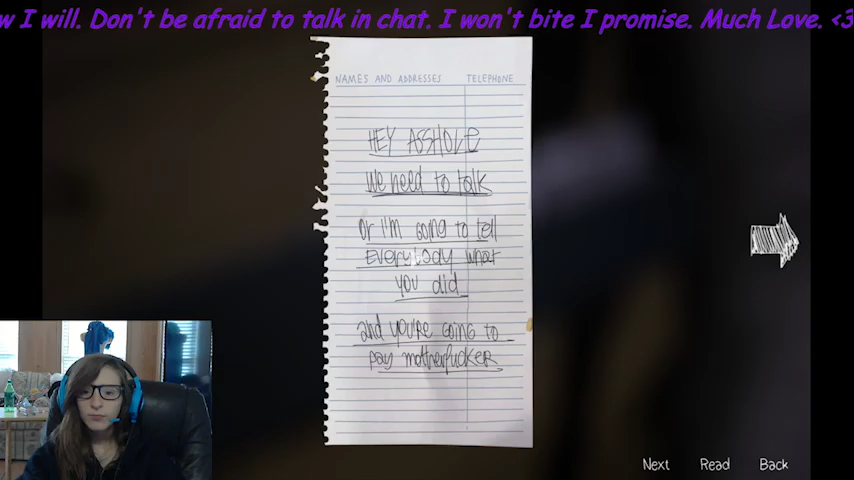 w I will. Don't be afraid to talk in chat. I won't bite I promise. Much Love. <3
NAMES AND ADDRESSES TELEPHONE
HEY ASSHOLE
We need to talk
Or I'm going to tell
Everybody what
you did
and you're going to
pay motherfucker
Next Read Back